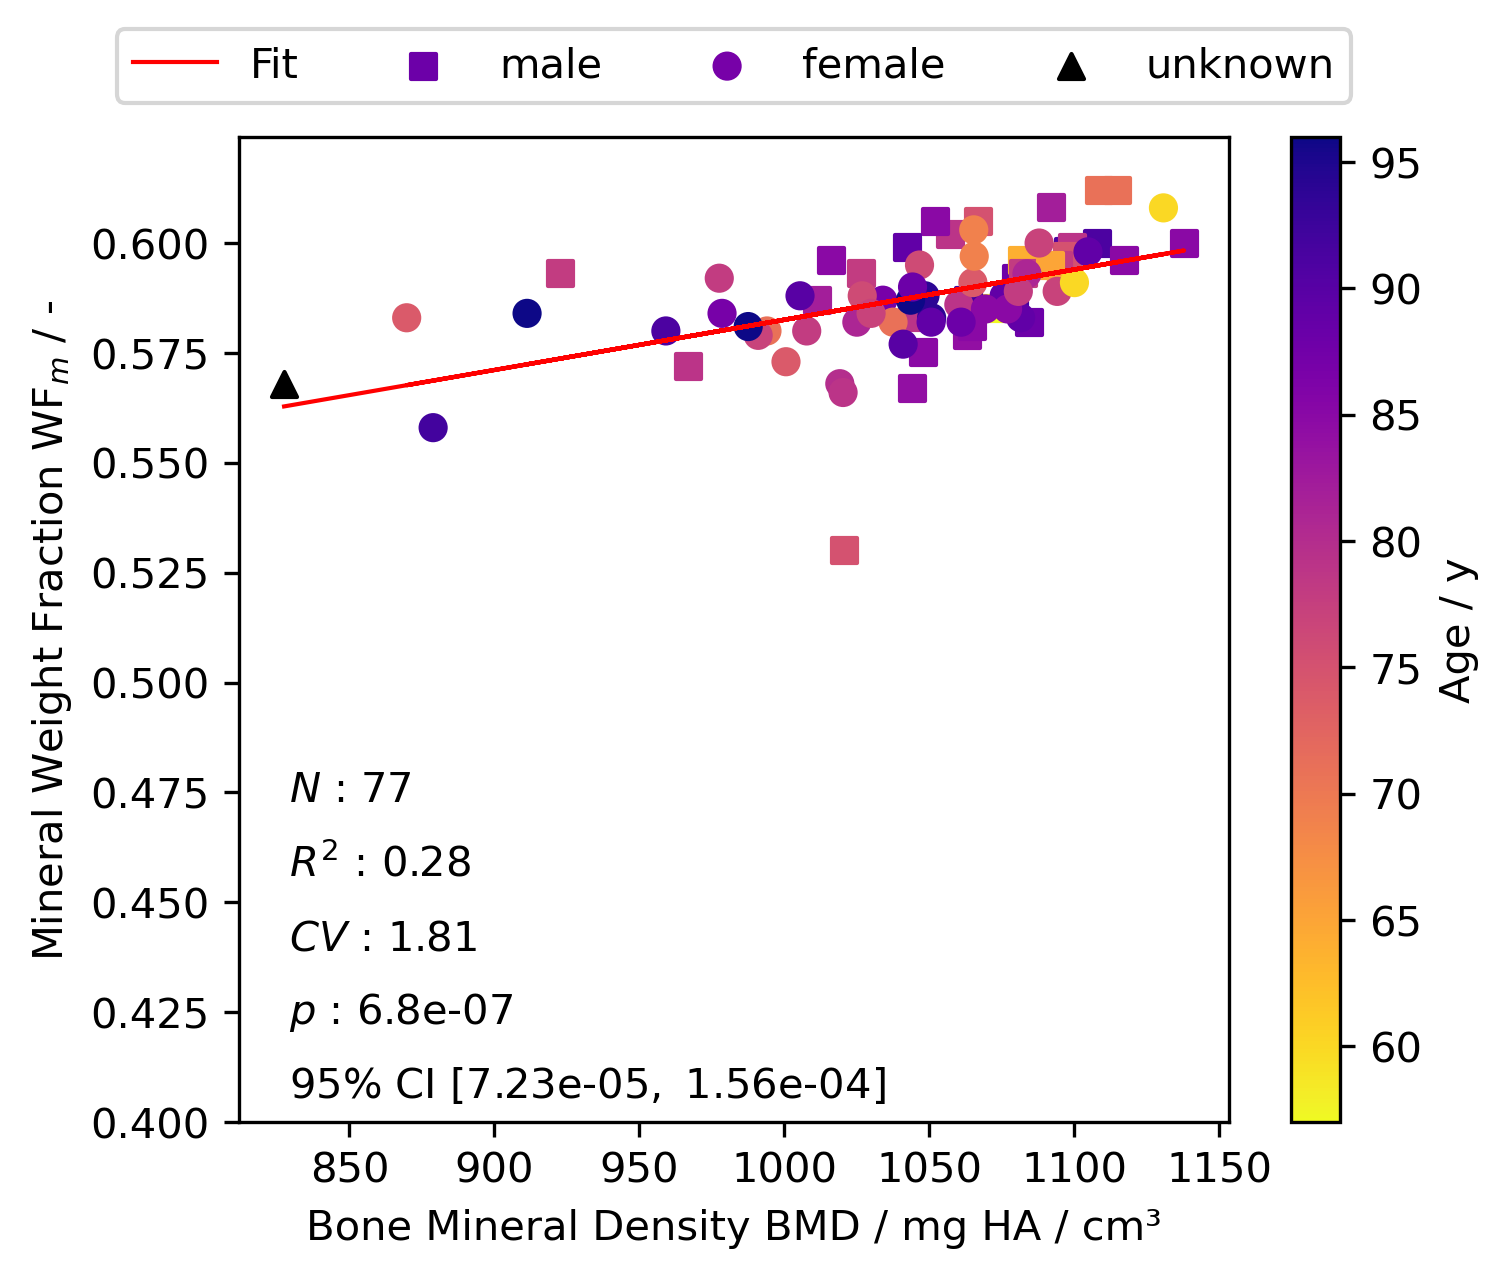 Fit male female unknown
0.600
0.575
0.550
0.525
0.500
0.475
0.450
0.425
0.400
Mineral Weight Fraction WFₘ / -
N : 77
R² : 0.28
CV : 1.81
p : 6.8e-07
95% CI [7.23e-05, 1.56e-04]
850 900 950 1000 1050 1100 1150
Bone Mineral Density BMD / mg HA / cm³
95
90
85
80
75
70
65
60
Age / y